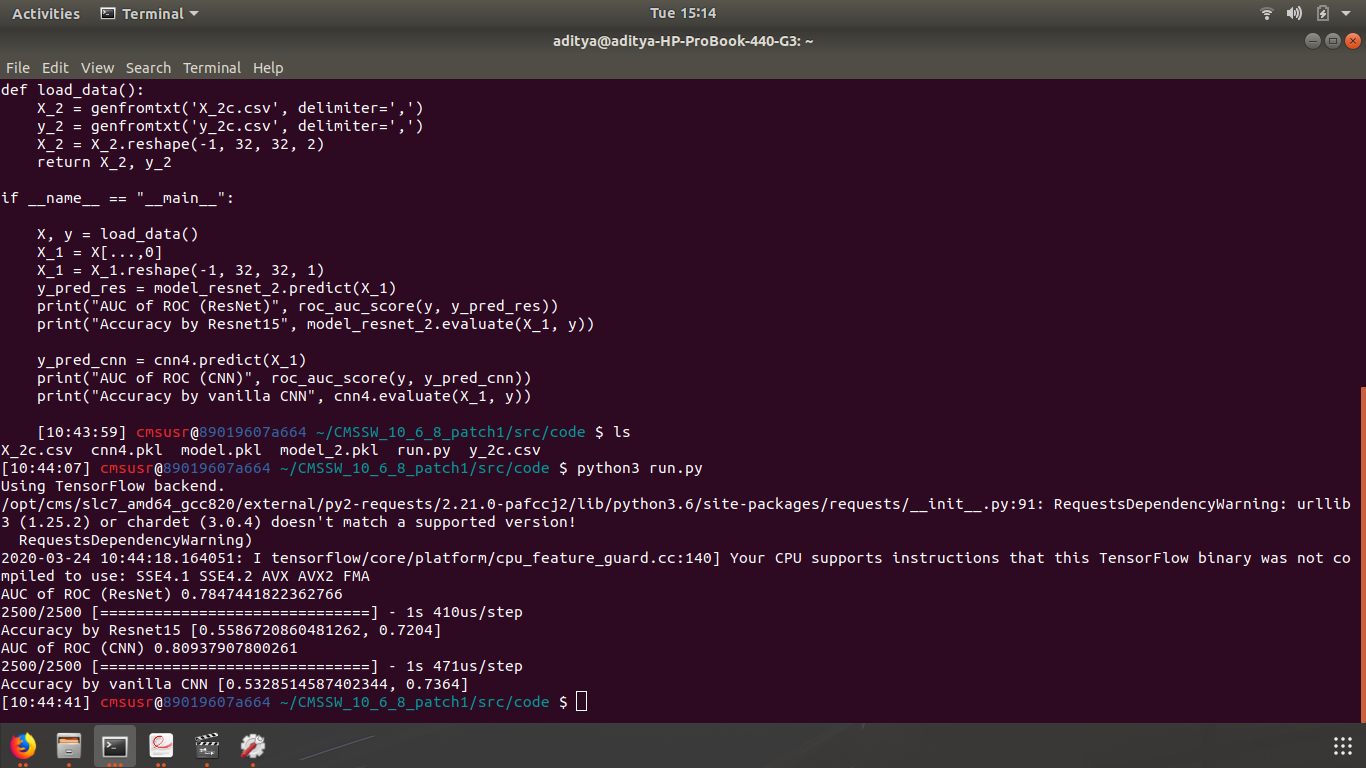 Activities Terminal Tue 15:14
aditya@aditya-HP-ProBook-440-G3: ~
File Edit View Search Terminal Help
def load_data():
    X_2 = genfromtxt('X_2c.csv', delimiter=',')
    y_2 = genfromtxt('y_2c.csv', delimiter=',')
    X_2 = X_2.reshape(-1, 32, 32, 2)
    return X_2, y_2
if __name__ == "__main__":
    X, y = load_data()
    X_1 = X[...,0]
    X_1 = X_1.reshape(-1, 32, 32, 1)
    y_pred_res = model_resnet_2.predict(X_1)
    print("AUC of ROC (ResNet)", roc_auc_score(y, y_pred_res))
    print("Accuracy by Resnet15", model_resnet_2.evaluate(X_1, y))
    y_pred_cnn = cnn4.predict(X_1)
    print("AUC of ROC (CNN)", roc_auc_score(y, y_pred_cnn))
    print("Accuracy by vanilla CNN", cnn4.evaluate(X_1, y))
    [10:43:59] cmsusr@89019607a664 ~/CMSSW_10_6_8_patch1/src/code $ ls
X_2c.csv  cnn4.pkl  model.pkl  model_2.pkl  run.py  y_2c.csv
[10:44:07] cmsusr@89019607a664 ~/CMSSW_10_6_8_patch1/src/code $ python3 run.py
Using TensorFlow backend.
/opt/cms/slc7_amd64_gcc820/external/py2-requests/2.21.0-pafccj2/lib/python3.6/site-packages/requests/__init__.py:91: RequestsDependencyWarning: urllib
3 (1.25.2) or chardet (3.0.4) doesn't match a supported version!
  RequestsDependencyWarning)
2020-03-24 10:44:18.164051: I tensorflow/core/platform/cpu_feature_guard.cc:140] Your CPU supports instructions that this TensorFlow binary was not co
mpiled to use: SSE4.1 SSE4.2 AVX AVX2 FMA
AUC of ROC (ResNet) 0.7847441822362766
2500/2500 [==============================] - 1s 410us/step
Accuracy by Resnet15 [0.5586720860481262, 0.7204]
AUC of ROC (CNN) 0.80937907800261
2500/2500 [==============================] - 1s 471us/step
Accuracy by vanilla CNN [0.5328514587402344, 0.7364]
[10:44:41] cmsusr@89019607a664 ~/CMSSW_10_6_8_patch1/src/code $